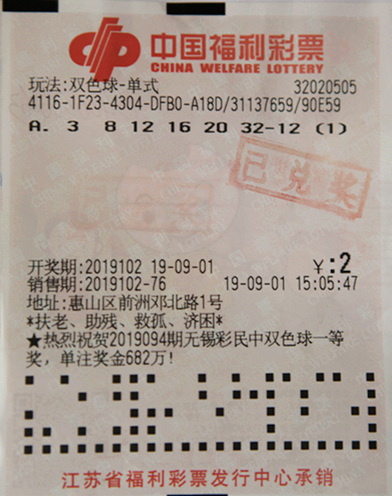 中国福利彩票
CHINA WELFARE LOTTERY
玩法:双色球-单式 32020505
4116-1F23-4304-DFB0-A18D/31137659/90E59
A. 3 8 12 16 20 32-12 (1)
已兑奖
开奖期:2019102 19-09-01 ¥:2
销售期:2019102-76 19-09-01 15:05:47
地址:惠山区前洲邓北路1号
*扶老、助残、救孤、济困*
★热烈祝贺2019094期无锡彩民中双色球一等
奖,单注奖金682万!
江苏省福利彩票发行中心承销